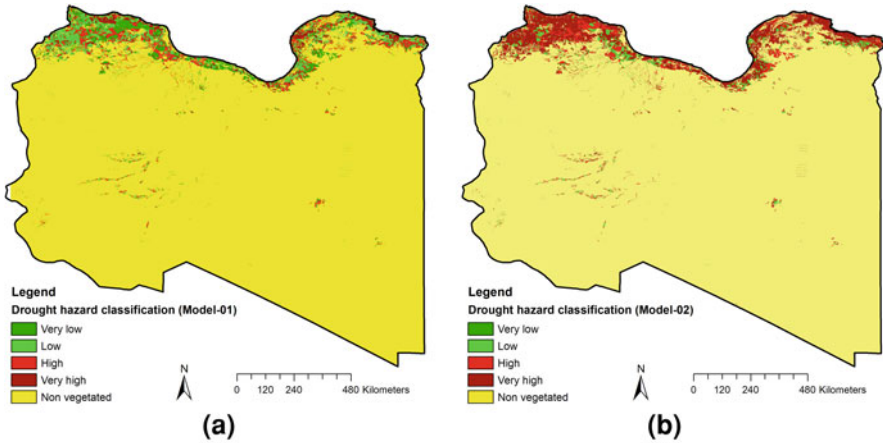 Legend
Drought hazard classification (Model-01)
Very low
Low
High
Very high
Non vegetated
N
0 120 240 480 Kilometers
(a)
Legend
Drought hazard classification (Model-02)
Very low
Low
High
Very high
Non vegetated
N
0 120 240 480 Kilometers
(b)